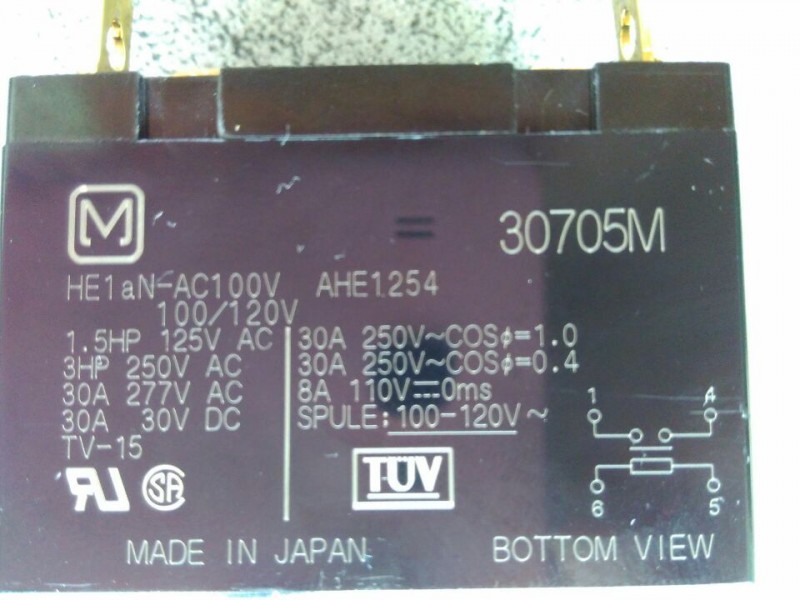 M
30705M
HE1aN-AC100V AHE1254
100/120V
1.5HP 125V AC
3HP 250V AC
30A 277V AC
30A 30V DC
TV-15
30A 250V~COSϕ=1.0
30A 250V~COSϕ=0.4
8A 110V⎓0ms
SPULE: 100-120V ~
RU SA
TÜV
1 4
6 5
MADE IN JAPAN
BOTTOM VIEW